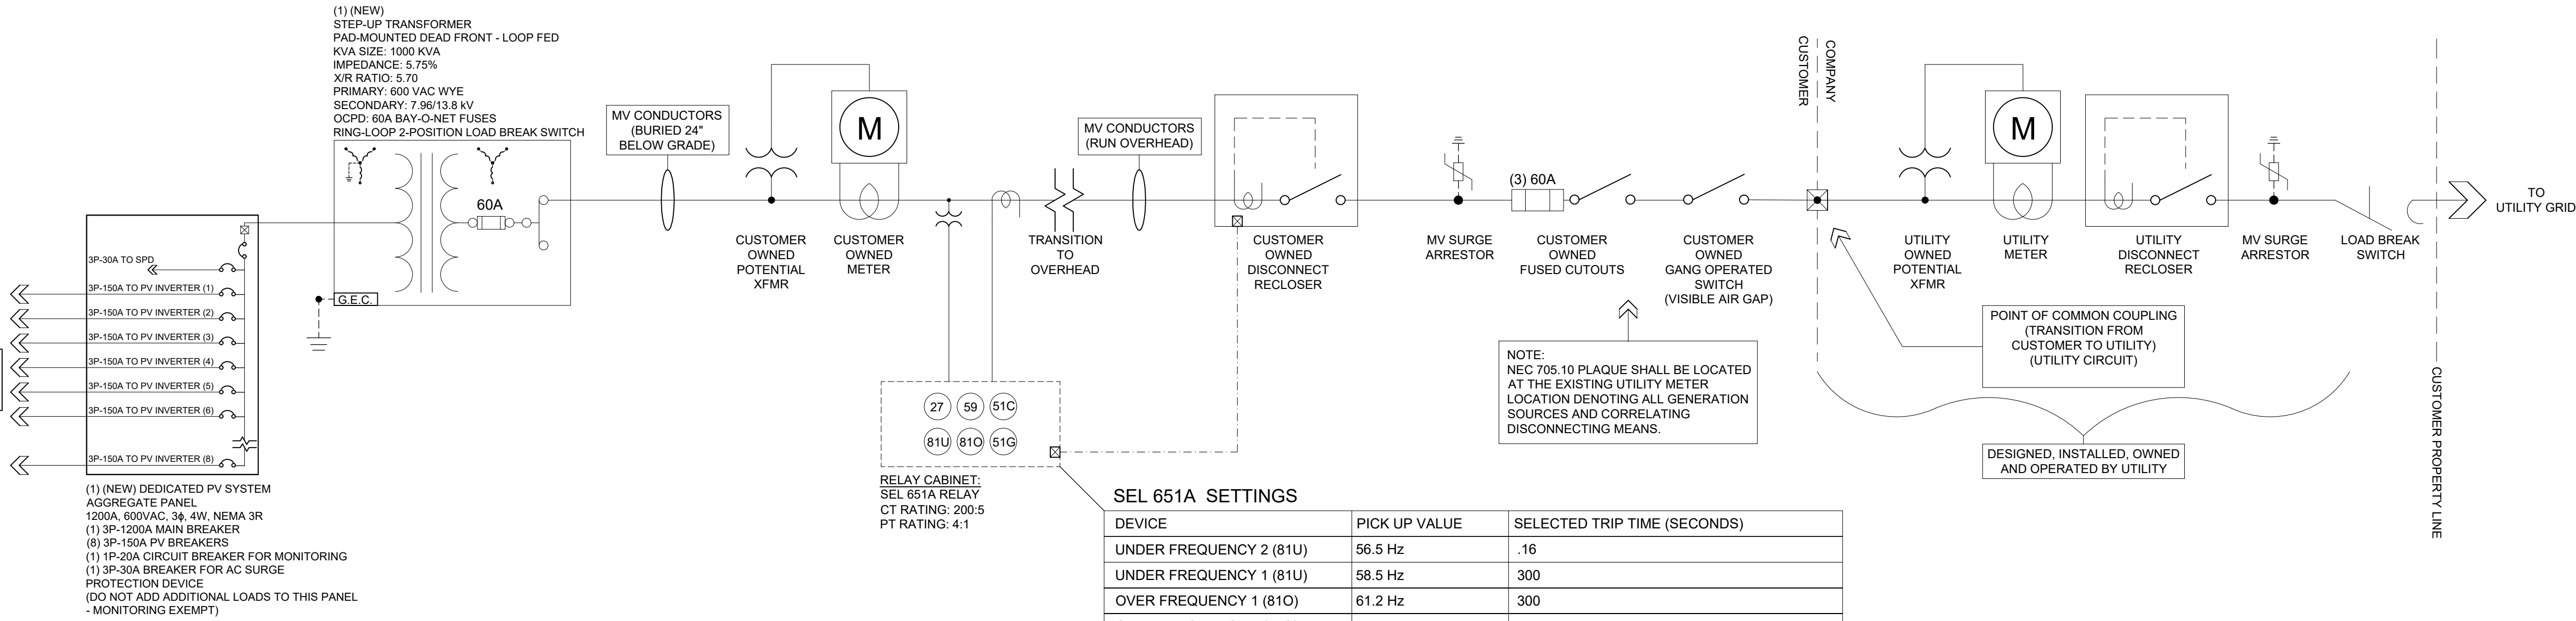 (1) (NEW)
STEP-UP TRANSFORMER
PAD-MOUNTED DEAD FRONT - LOOP FED
KVA SIZE: 1000 KVA
IMPEDANCE: 5.75%
X/R RATIO: 5.70
PRIMARY: 600 VAC WYE
SECONDARY: 7.96/13.8 kV
OCPD: 60A BAY-O-NET FUSES
RING-LOOP 2-POSITION LOAD BREAK SWITCH
60A
G.E.C.
3P-30A TO SPD
3P-150A TO PV INVERTER (1)
3P-150A TO PV INVERTER (2)
3P-150A TO PV INVERTER (3)
3P-150A TO PV INVERTER (4)
3P-150A TO PV INVERTER (5)
3P-150A TO PV INVERTER (6)
3P-150A TO PV INVERTER (8)
(1) (NEW) DEDICATED PV SYSTEM
AGGREGATE PANEL
1200A, 600VAC, 3ϕ, 4W, NEMA 3R
(1) 3P-1200A MAIN BREAKER
(8) 3P-150A PV BREAKERS
(1) 1P-20A CIRCUIT BREAKER FOR MONITORING
(1) 3P-30A BREAKER FOR AC SURGE
PROTECTION DEVICE
(DO NOT ADD ADDITIONAL LOADS TO THIS PANEL
- MONITORING EXEMPT)
MV CONDUCTORS
(BURIED 24"
BELOW GRADE)
CUSTOMER
OWNED
POTENTIAL
XFMR
M
CUSTOMER
OWNED
METER
TRANSITION
TO
OVERHEAD
MV CONDUCTORS
(RUN OVERHEAD)
CUSTOMER
OWNED
DISCONNECT
RECLOSER
MV SURGE
ARRESTOR
(3) 60A
CUSTOMER
OWNED
FUSED CUTOUTS
CUSTOMER
OWNED
GANG OPERATED
SWITCH
(VISIBLE AIR GAP)
NOTE:
NEC 705.10 PLAQUE SHALL BE LOCATED
AT THE EXISTING UTILITY METER
LOCATION DENOTING ALL GENERATION
SOURCES AND CORRELATING
DISCONNECTING MEANS.
CUSTOMER
COMPANY
UTILITY
OWNED
POTENTIAL
XFMR
M
UTILITY
METER
UTILITY
DISCONNECT
RECLOSER
MV SURGE
ARRESTOR
LOAD BREAK
SWITCH
TO
UTILITY GRID
POINT OF COMMON COUPLING
(TRANSITION FROM
CUSTOMER TO UTILITY)
(UTILITY CIRCUIT)
DESIGNED, INSTALLED, OWNED
AND OPERATED BY UTILITY
CUSTOMER PROPERTY LINE
27 59 51C
81U 81O 51G
RELAY CABINET:
SEL 651A RELAY
CT RATING: 200:5
PT RATING: 4:1
SEL 651A SETTINGS
DEVICE PICK UP VALUE SELECTED TRIP TIME (SECONDS)
UNDER FREQUENCY 2 (81U) 56.5 Hz .16
UNDER FREQUENCY 1 (81U) 58.5 Hz 300
OVER FREQUENCY 1 (81O) 61.2 Hz 300